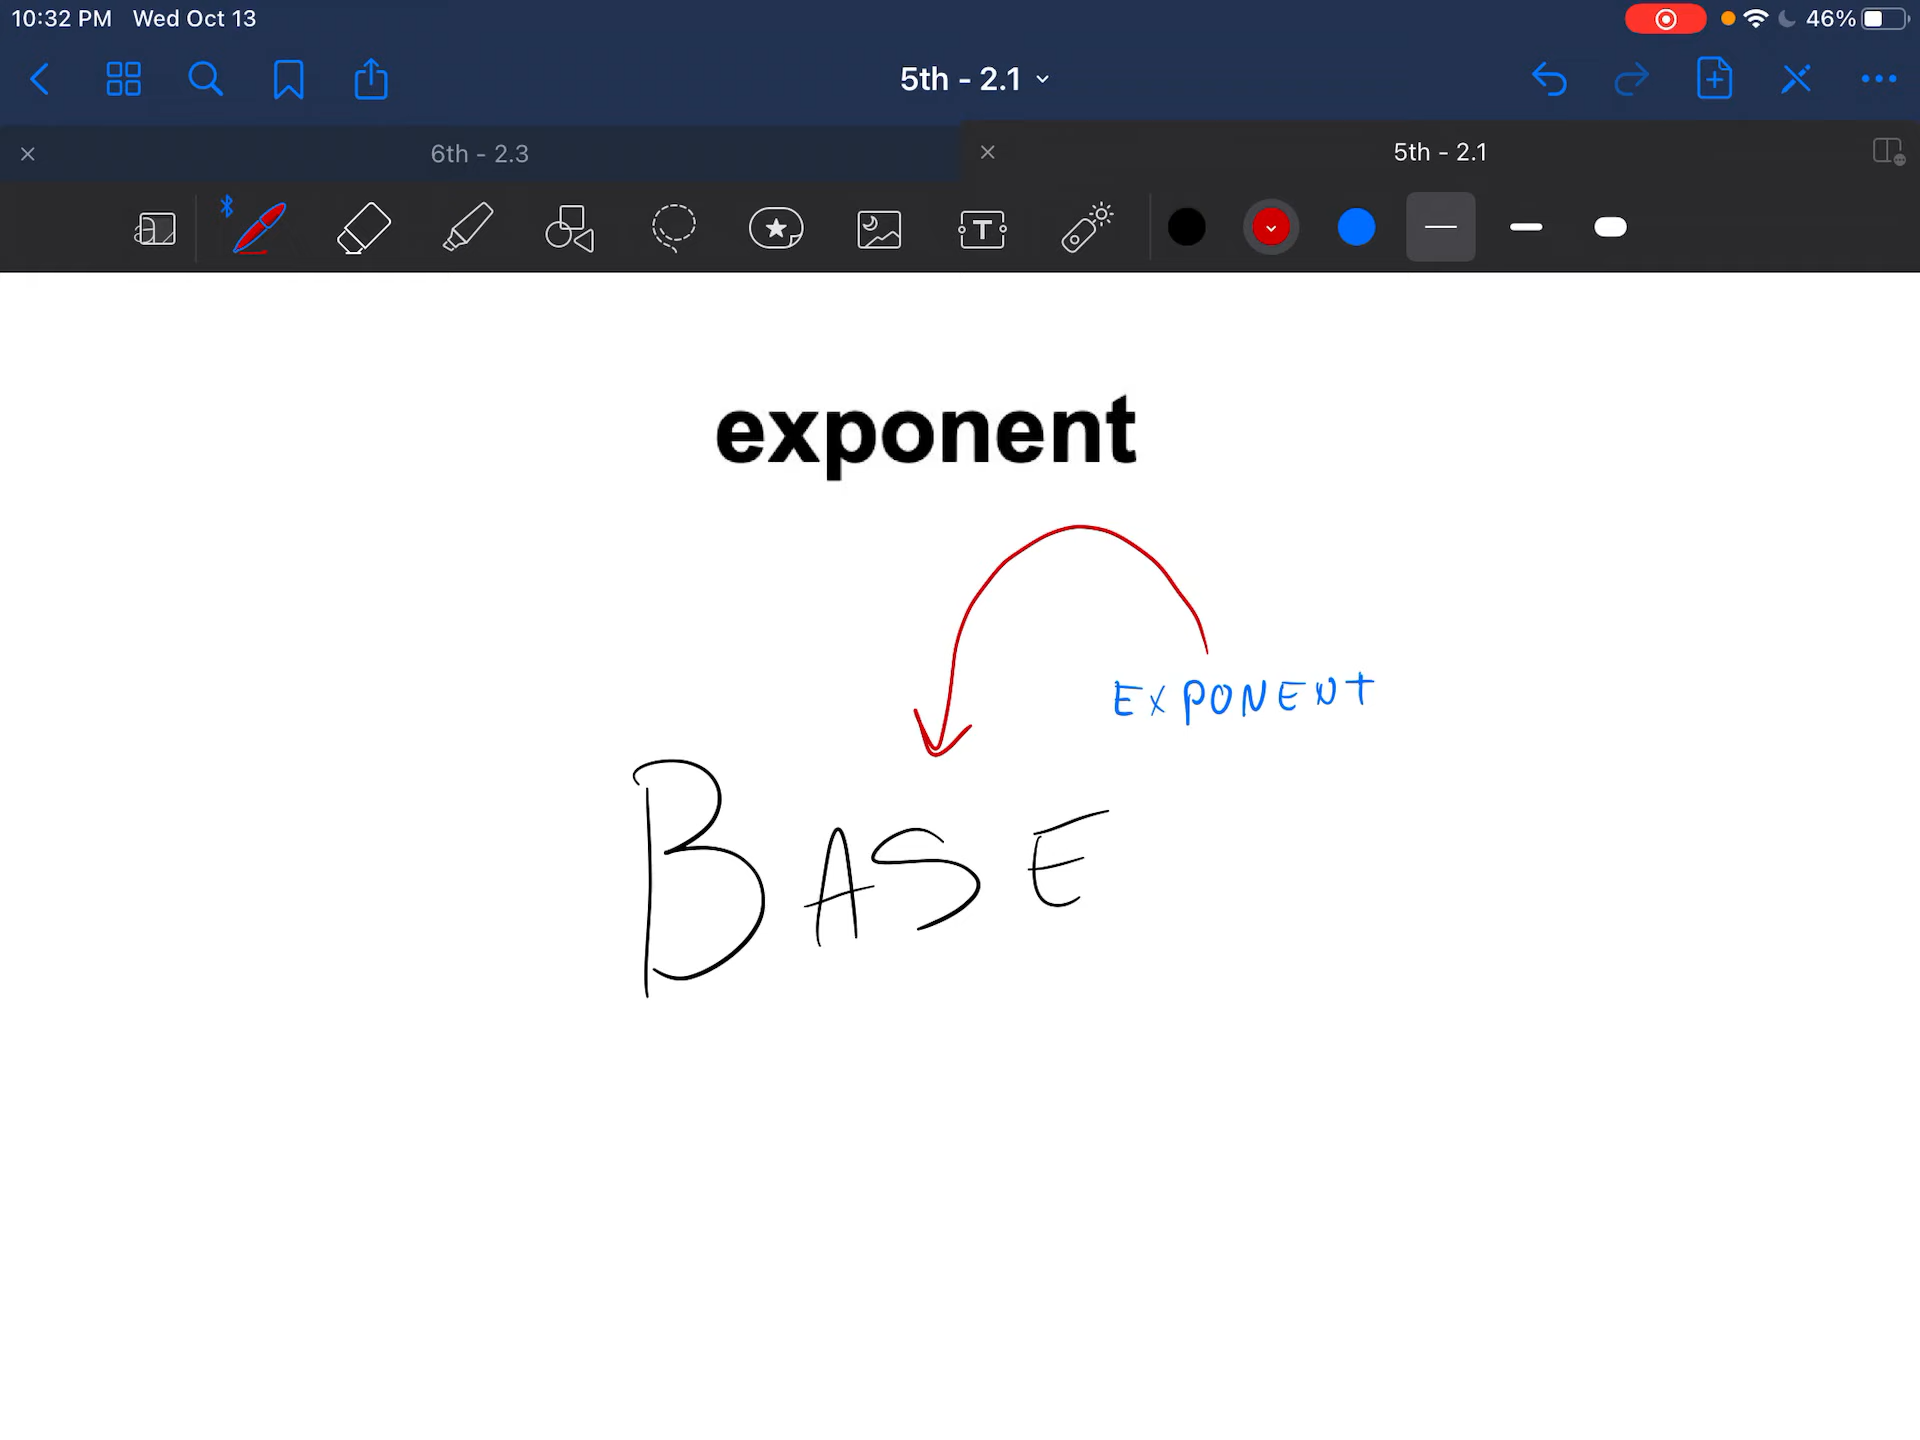 10:32 PM Wed Oct 13
46%
5th - 2.1
6th - 2.3
5th - 2.1
exponent
EXPONENT
BASE